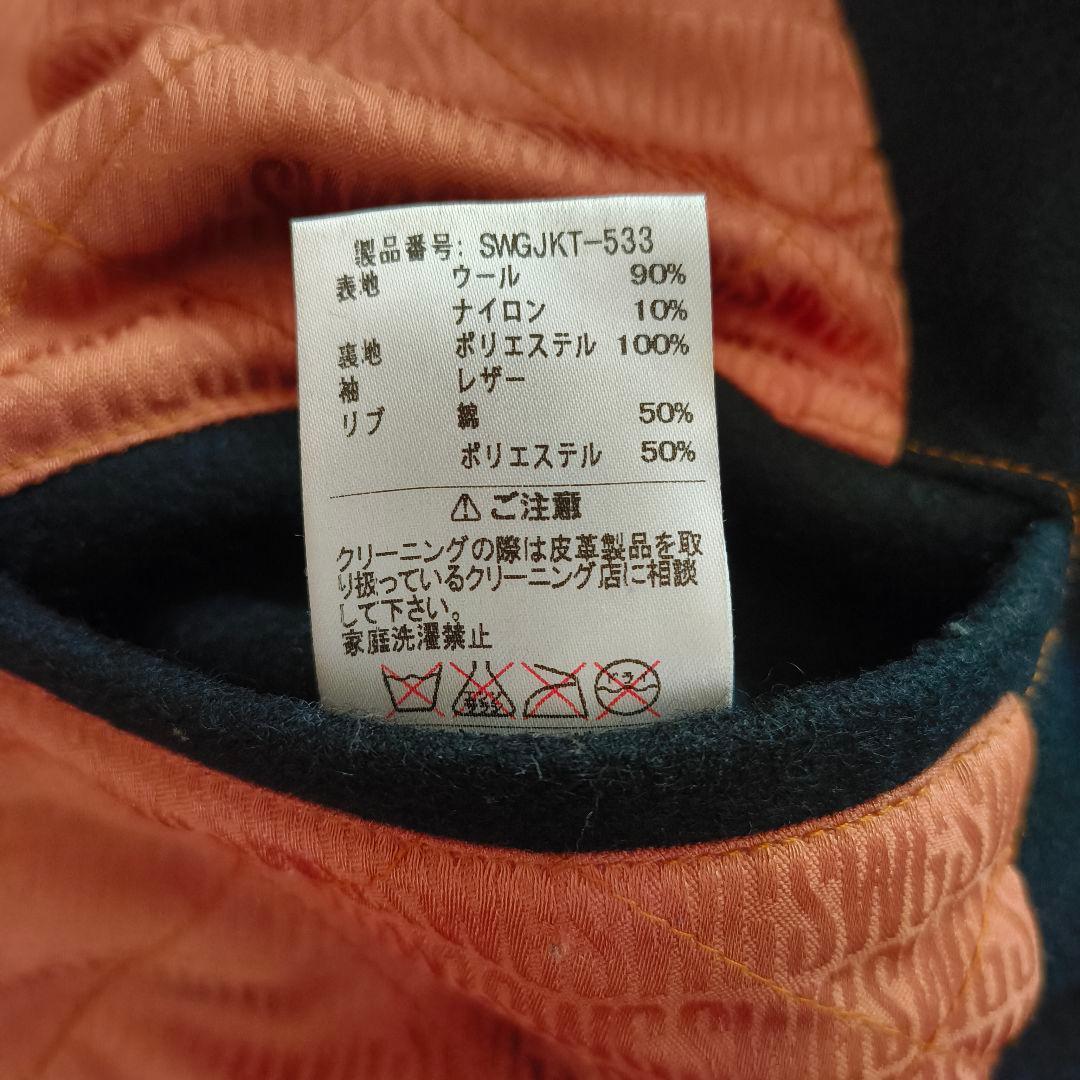 製品番号: SWGJKT-533
表地 ウール 90%
ナイロン 10%
裏地 ポリエステル 100%
袖 レザー
リブ 綿 50%
ポリエステル 50%
⚠ ご注意
クリーニングの際は皮革製品を取
り扱っているクリーニング店に相談
して下さい。
家庭洗濯禁止
ドライ